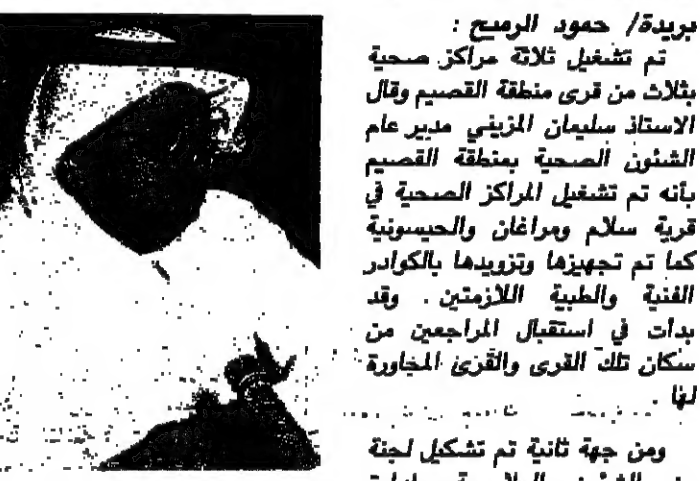 بريدة/ حمود الرميح :
تم تشغيل ثلاثة مراكز صحية
بثلاث من قرى منطقة القصيم وقال
الاستاذ سليمان المزيني مدير عام
الشئون الصحية بمنطقة القصيم
بأنه تم تشغيل المراكز الصحية في
قرية سلام ومراغان والحيسونية
كما تم تجهيزها وتزويدها بالكوادر
الفنية والطبية اللازمتين . وقد
بدأت في استقبال المراجعين من
سكان تلك القرى والقرى المجاورة
لها .
ومن جهة ثانية تم تشكيل لجنة